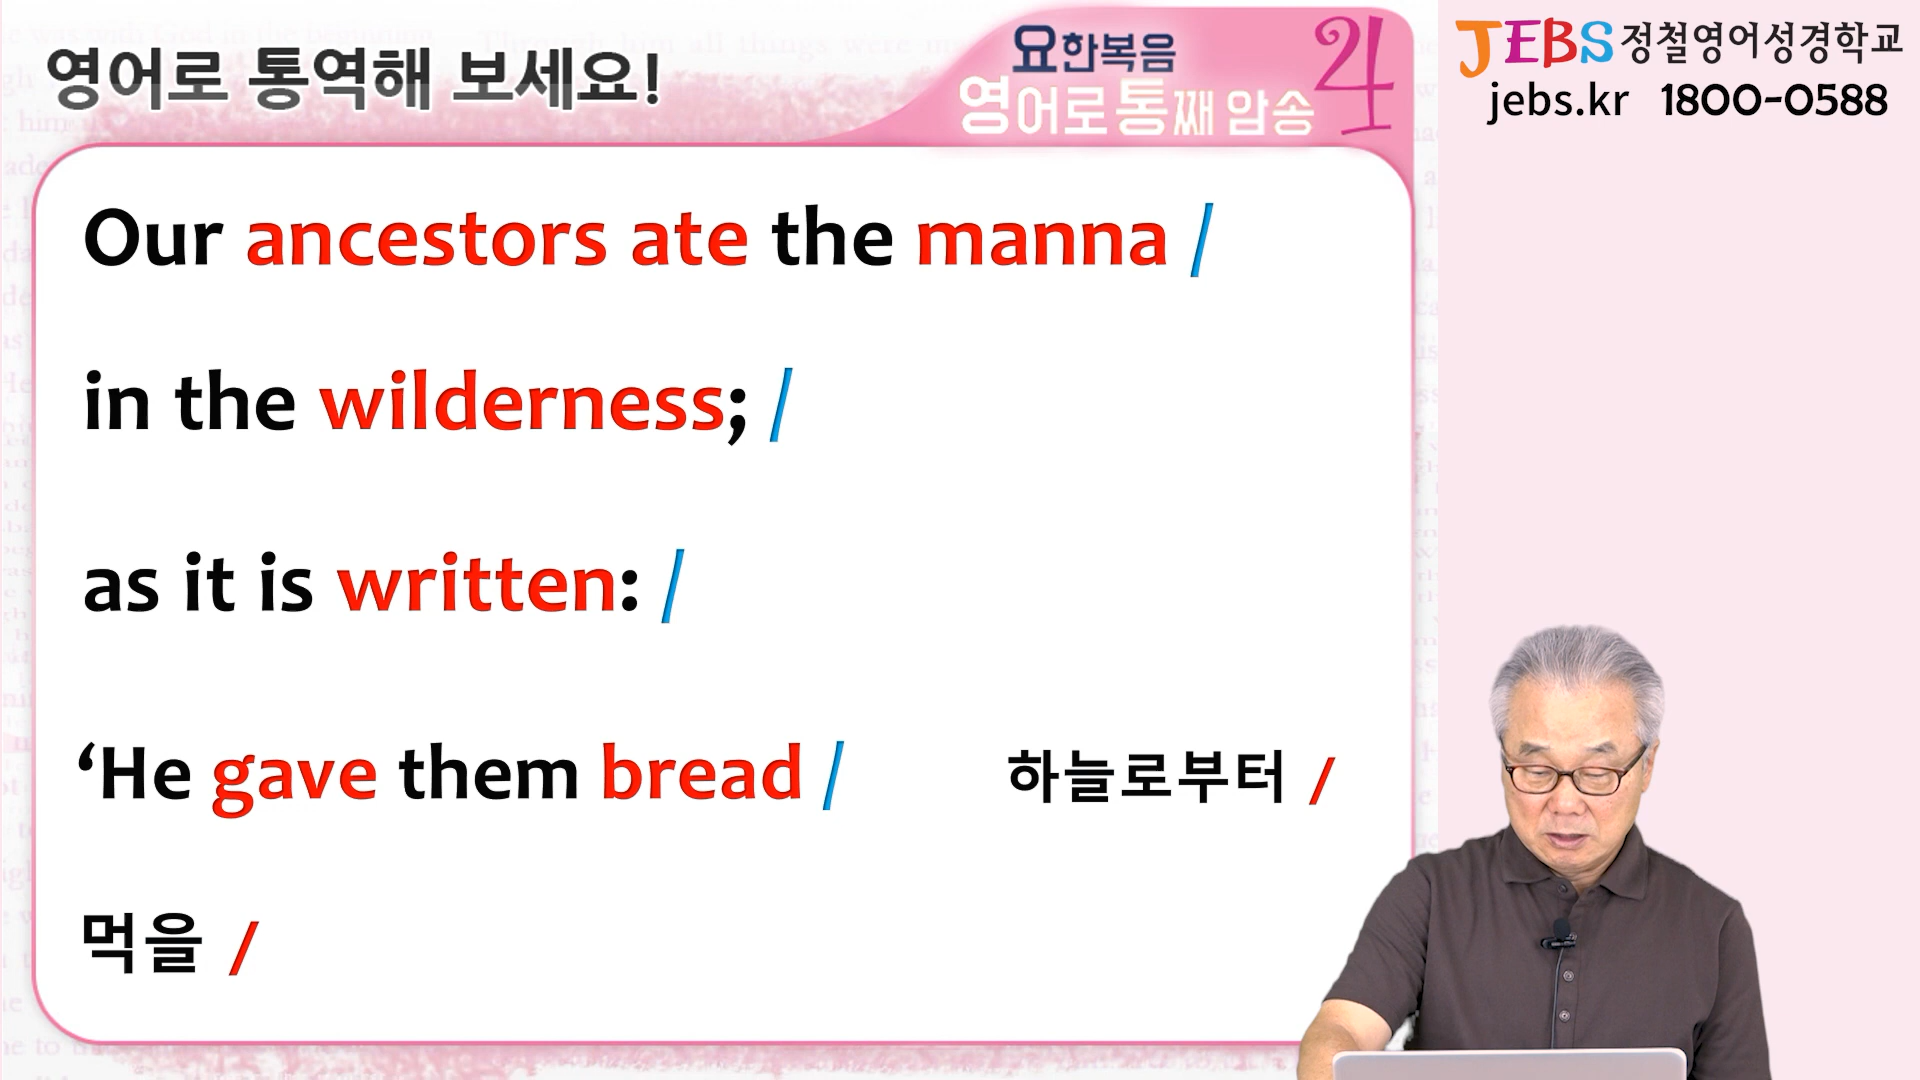 영어로 통역해 보세요!
요한복음 4
영어로 통째 암송
JEBS 정철영어성경학교
jebs.kr 1800-0588
Our ancestors ate the manna /
in the wilderness; /
as it is written: /
‘He gave them bread / 하늘로부터 /
먹을 /